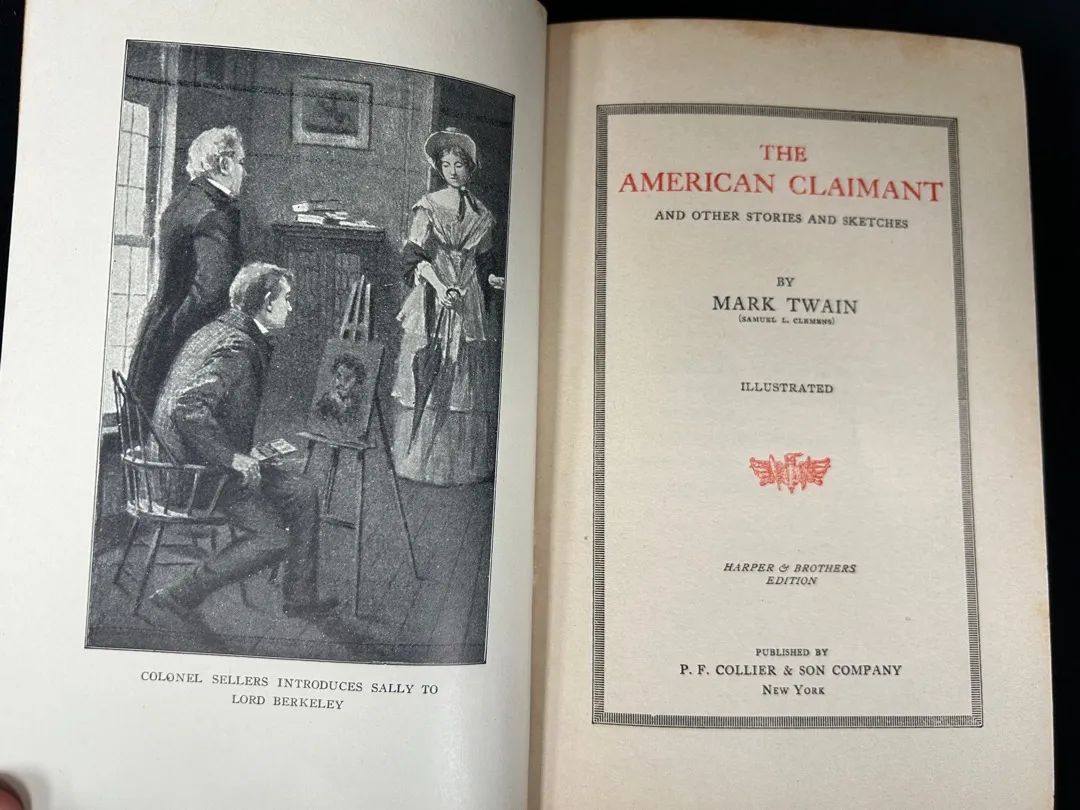 COLONEL SELLERS INTRODUCES SALLY TO
LORD BERKELEY
THE
AMERICAN CLAIMANT
AND OTHER STORIES AND SKETCHES
BY
MARK TWAIN
(SAMUEL L. CLEMENS)
ILLUSTRATED
HARPER & BROTHERS
EDITION
PUBLISHED BY
P. F. COLLIER & SON COMPANY
NEW YORK